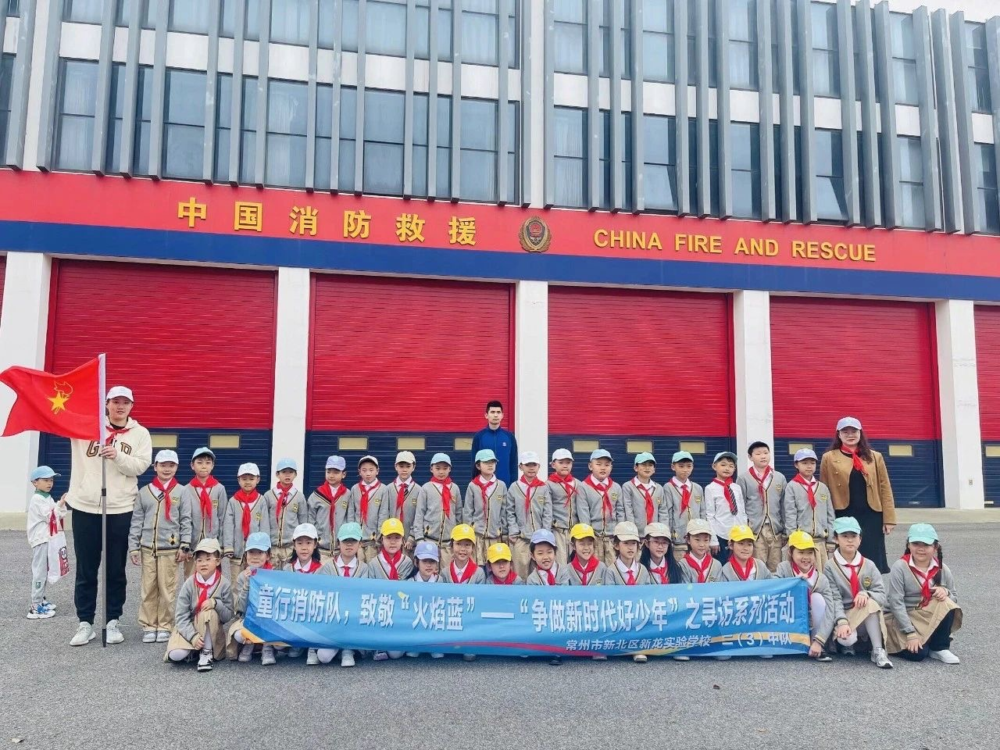 中国消防救援
CHINA FIRE AND RESCUE
童行消防队，致敬“火焰蓝”——“争做新时代好少年”之寻访系列活动
常州市新北区新龙实验学校 （3）中队